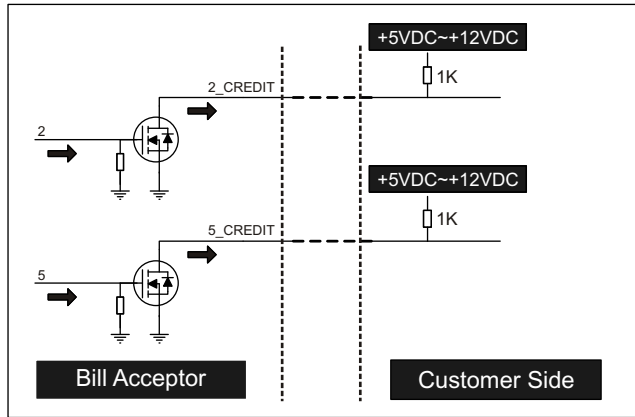 +5VDC~+12VDC
2_CREDIT
1K
2
+5VDC~+12VDC
5_CREDIT
1K
5
Bill Acceptor
Customer Side